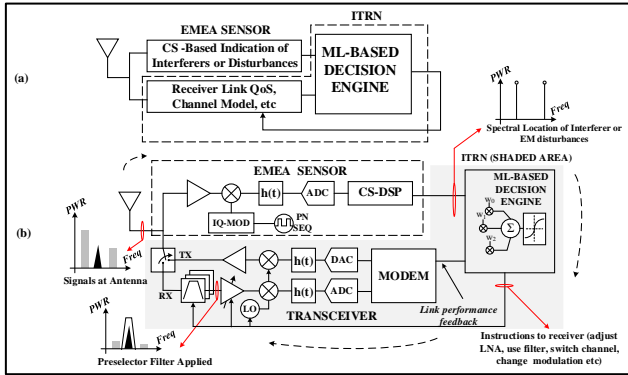 ITRN
EMEA SENSOR
(a)
CS -Based Indication of
Interferers or Disturbances
Receiver Link QoS,
Channel Model, etc
ML-BASED
DECISION
ENGINE
PWR
Freq
Spectral Location of Interferer or
EM disturbances
ITRN (SHADED AREA)
EMEA SENSOR
h(t)
ADC
CS-DSP
IQ-MOD
PN
SEQ
ML-BASED
DECISION
ENGINE
W0
W1
W2
Σ
(b)
PWR
Freq
Signals at Antenna
TX
RX
h(t)
DAC
h(t)
ADC
MODEM
LO
TRANSCEIVER
Link performance
feedback
PWR
Freq
Preselector Filter Applied
Instructions to receiver (adjust
LNA, use filter, switch channel,
change modulation etc)